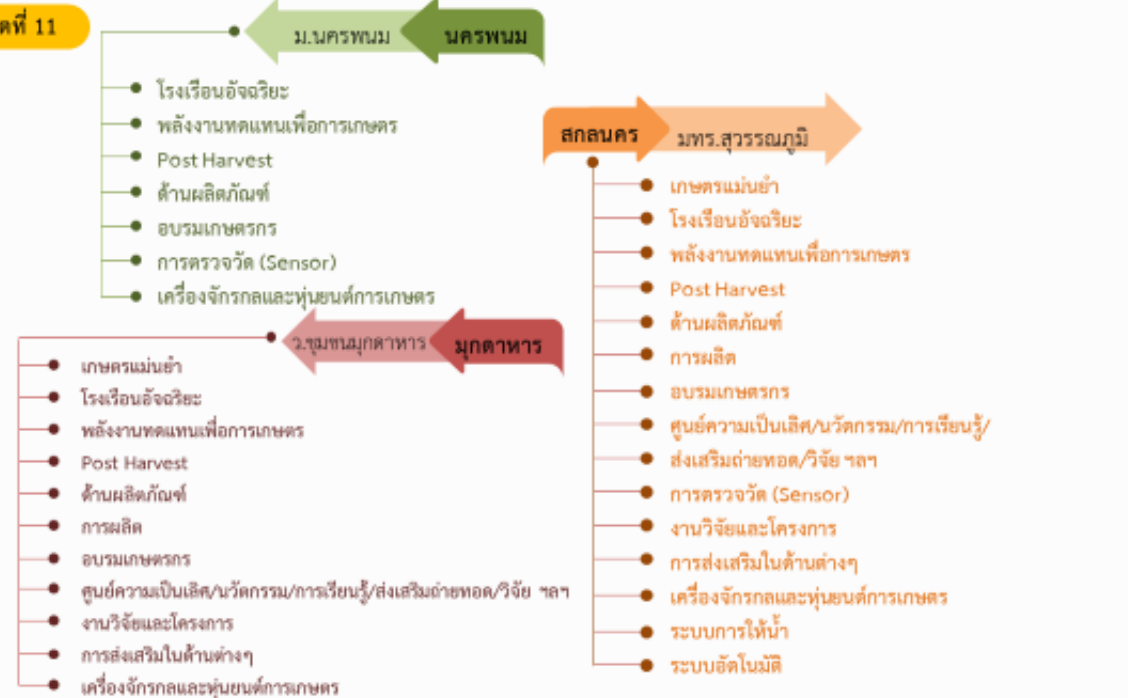 ตที่ 11
ม.นครพนม นครพนม
โรงเรือนอัจฉริยะ
พลังงานทดแทนเพื่อการเกษตร
Post Harvest
ด้านผลิตภัณฑ์
อบรมเกษตรกร
การตรวจวัด (Sensor)
เครื่องจักรกลและหุ่นยนต์การเกษตร
ว.ชุมชนมุกดาหาร มุกดาหาร
เกษตรแม่นยำ
โรงเรือนอัจฉริยะ
พลังงานทดแทนเพื่อการเกษตร
Post Harvest
ด้านผลิตภัณฑ์
การผลิต
อบรมเกษตรกร
ศูนย์ความเป็นเลิศ/นวัตกรรม/การเรียนรู้/ส่งเสริมถ่ายทอด/วิจัย ฯลฯ
งานวิจัยและโครงการ
การส่งเสริมในด้านต่างๆ
เครื่องจักรกลและหุ่นยนต์การเกษตร
สกลนคร มทร.สุวรรณภูมิ
เกษตรแม่นยำ
โรงเรือนอัจฉริยะ
พลังงานทดแทนเพื่อการเกษตร
Post Harvest
ด้านผลิตภัณฑ์
การผลิต
อบรมเกษตรกร
ศูนย์ความเป็นเลิศ/นวัตกรรม/การเรียนรู้/
ส่งเสริมถ่ายทอด/วิจัย ฯลฯ
การตรวจวัด (Sensor)
งานวิจัยและโครงการ
การส่งเสริมในด้านต่างๆ
เครื่องจักรกลและหุ่นยนต์การเกษตร
ระบบการให้น้ำ
ระบบอัตโนมัติ